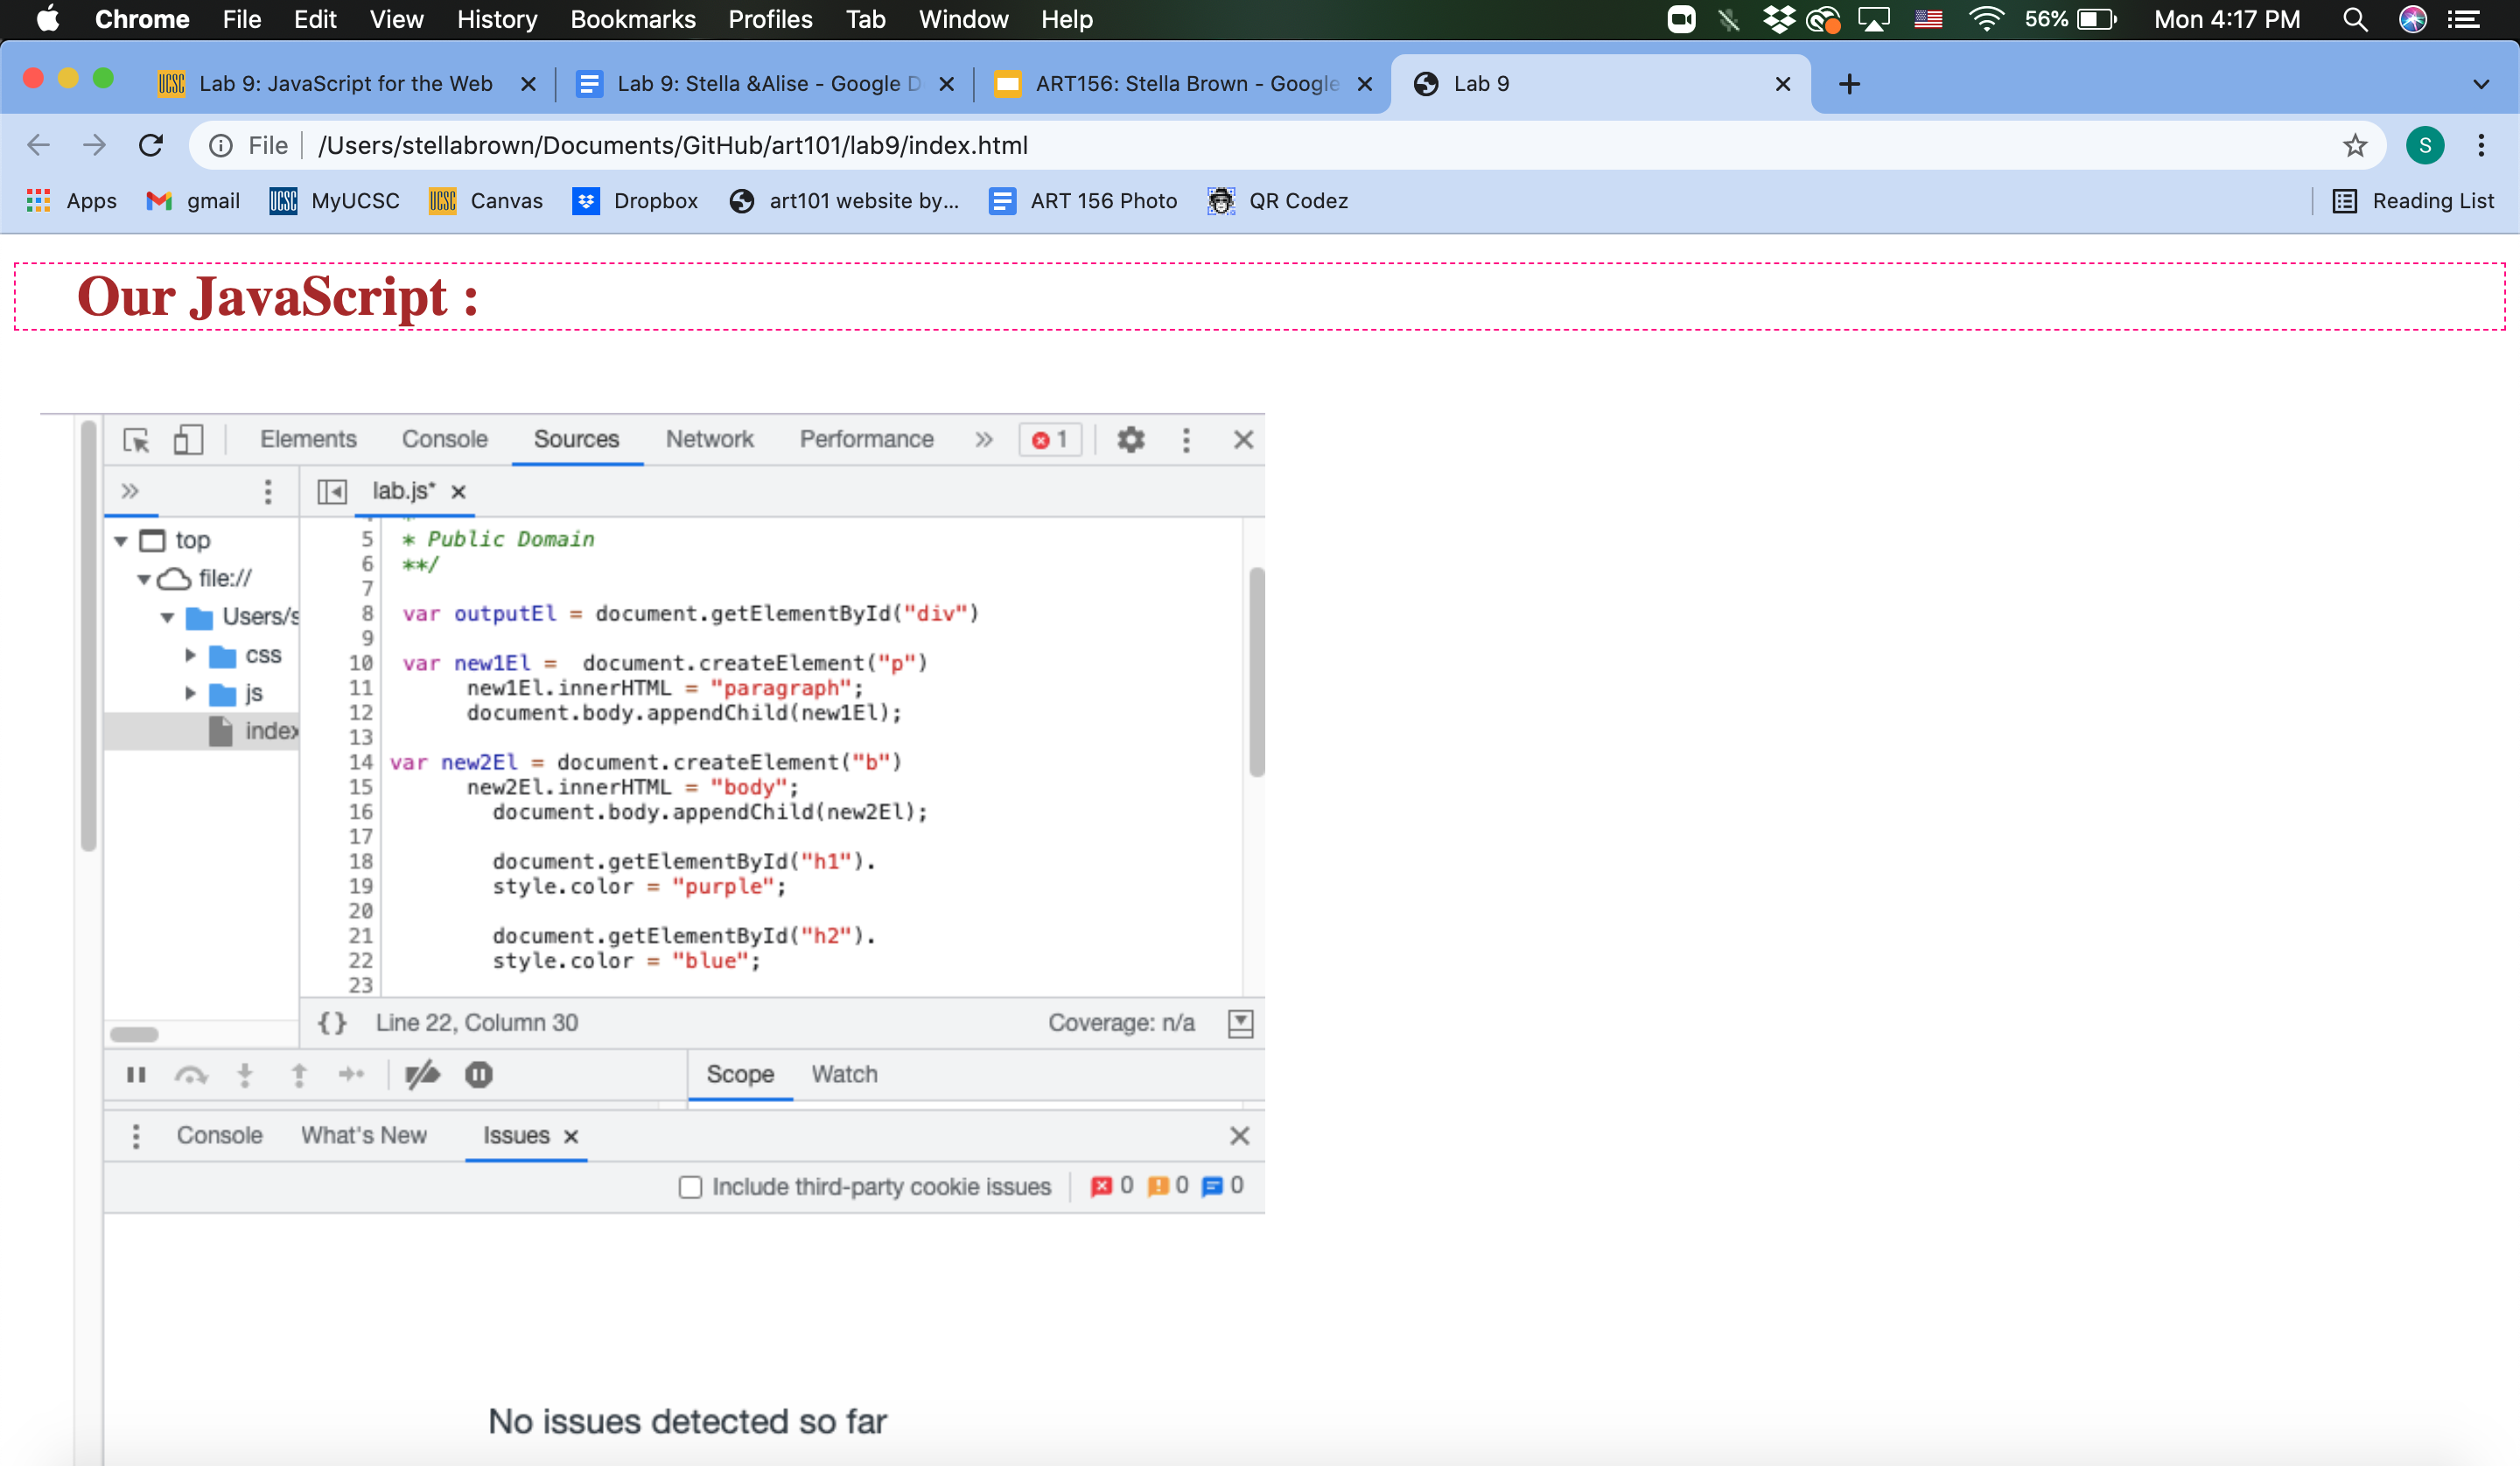 Chrome File Edit View History Bookmarks Profiles Tab Window Help 56% Mon 4:17 PM
UCSC Lab 9: JavaScript for the Web Lab 9: Stella &Alise - Google D ART156: Stella Brown - Google Lab 9
File /Users/stellabrown/Documents/GitHub/art101/lab9/index.html S
Apps gmail UCSC MyUCSC UCSC Canvas Dropbox art101 website by... ART 156 Photo QR Codez Reading List
Our JavaScript :
Elements Console Sources Network Performance » 1
» lab.js*
top
file://
Users/s
css
js
index
5 * Public Domain
6 **/
7
8 var outputEl = document.getElementById("div")
9
10 var new1El =  document.createElement("p")
11 new1El.innerHTML = "paragraph";
12 document.body.appendChild(new1El);
13
14 var new2El = document.createElement("b")
15 new2El.innerHTML = "body";
16 document.body.appendChild(new2El);
17
18 document.getElementById("h1").
19 style.color = "purple";
20
21 document.getElementById("h2").
22 style.color = "blue";
23
{} Line 22, Column 30 Coverage: n/a
Scope Watch
Console What's New Issues
Include third-party cookie issues 0 0 0
No issues detected so far